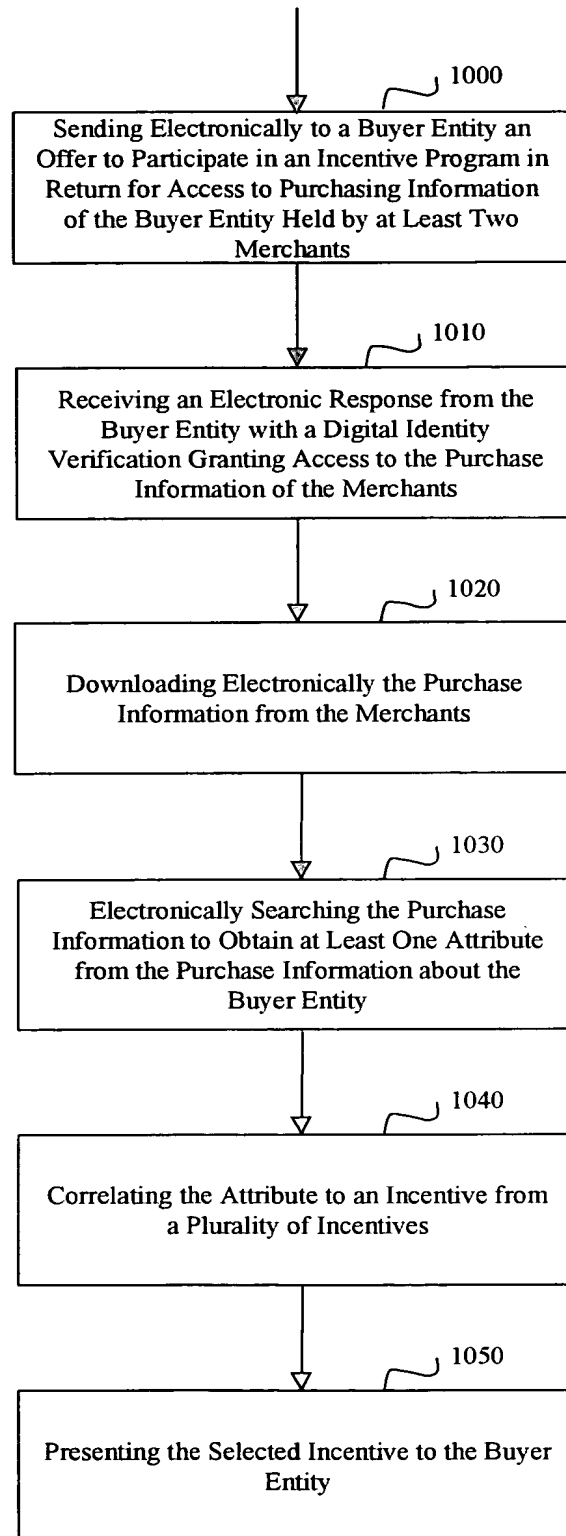 1000
Sending Electronically to a Buyer Entity an
Offer to Participate in an Incentive Program in
Return for Access to Purchasing Information
of the Buyer Entity Held by at Least Two
Merchants
1010
Receiving an Electronic Response from the
Buyer Entity with a Digital Identity
Verification Granting Access to the Purchase
Information of the Merchants
1020
Downloading Electronically the Purchase
Information from the Merchants
1030
Electronically Searching the Purchase
Information to Obtain at Least One Attribute
from the Purchase Information about the
Buyer Entity
1040
Correlating the Attribute to an Incentive from
a Plurality of Incentives
1050
Presenting the Selected Incentive to the Buyer
Entity